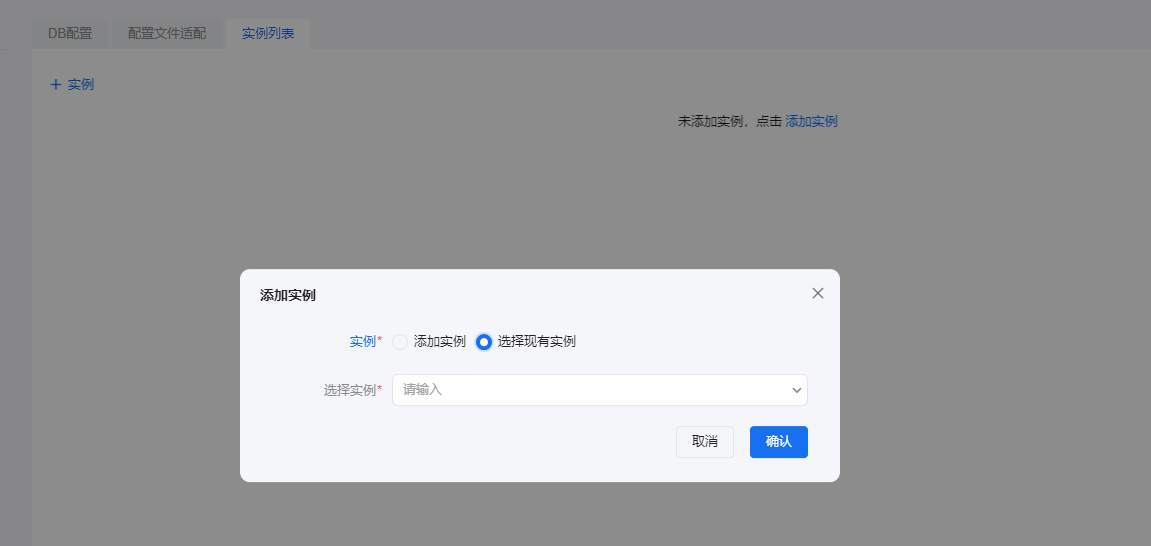 DB配置 配置文件适配 实例列表
+ 实例
未添加实例，点击 添加实例
添加实例
实例* 添加实例 选择现有实例
选择实例* 请输入
取消 确认